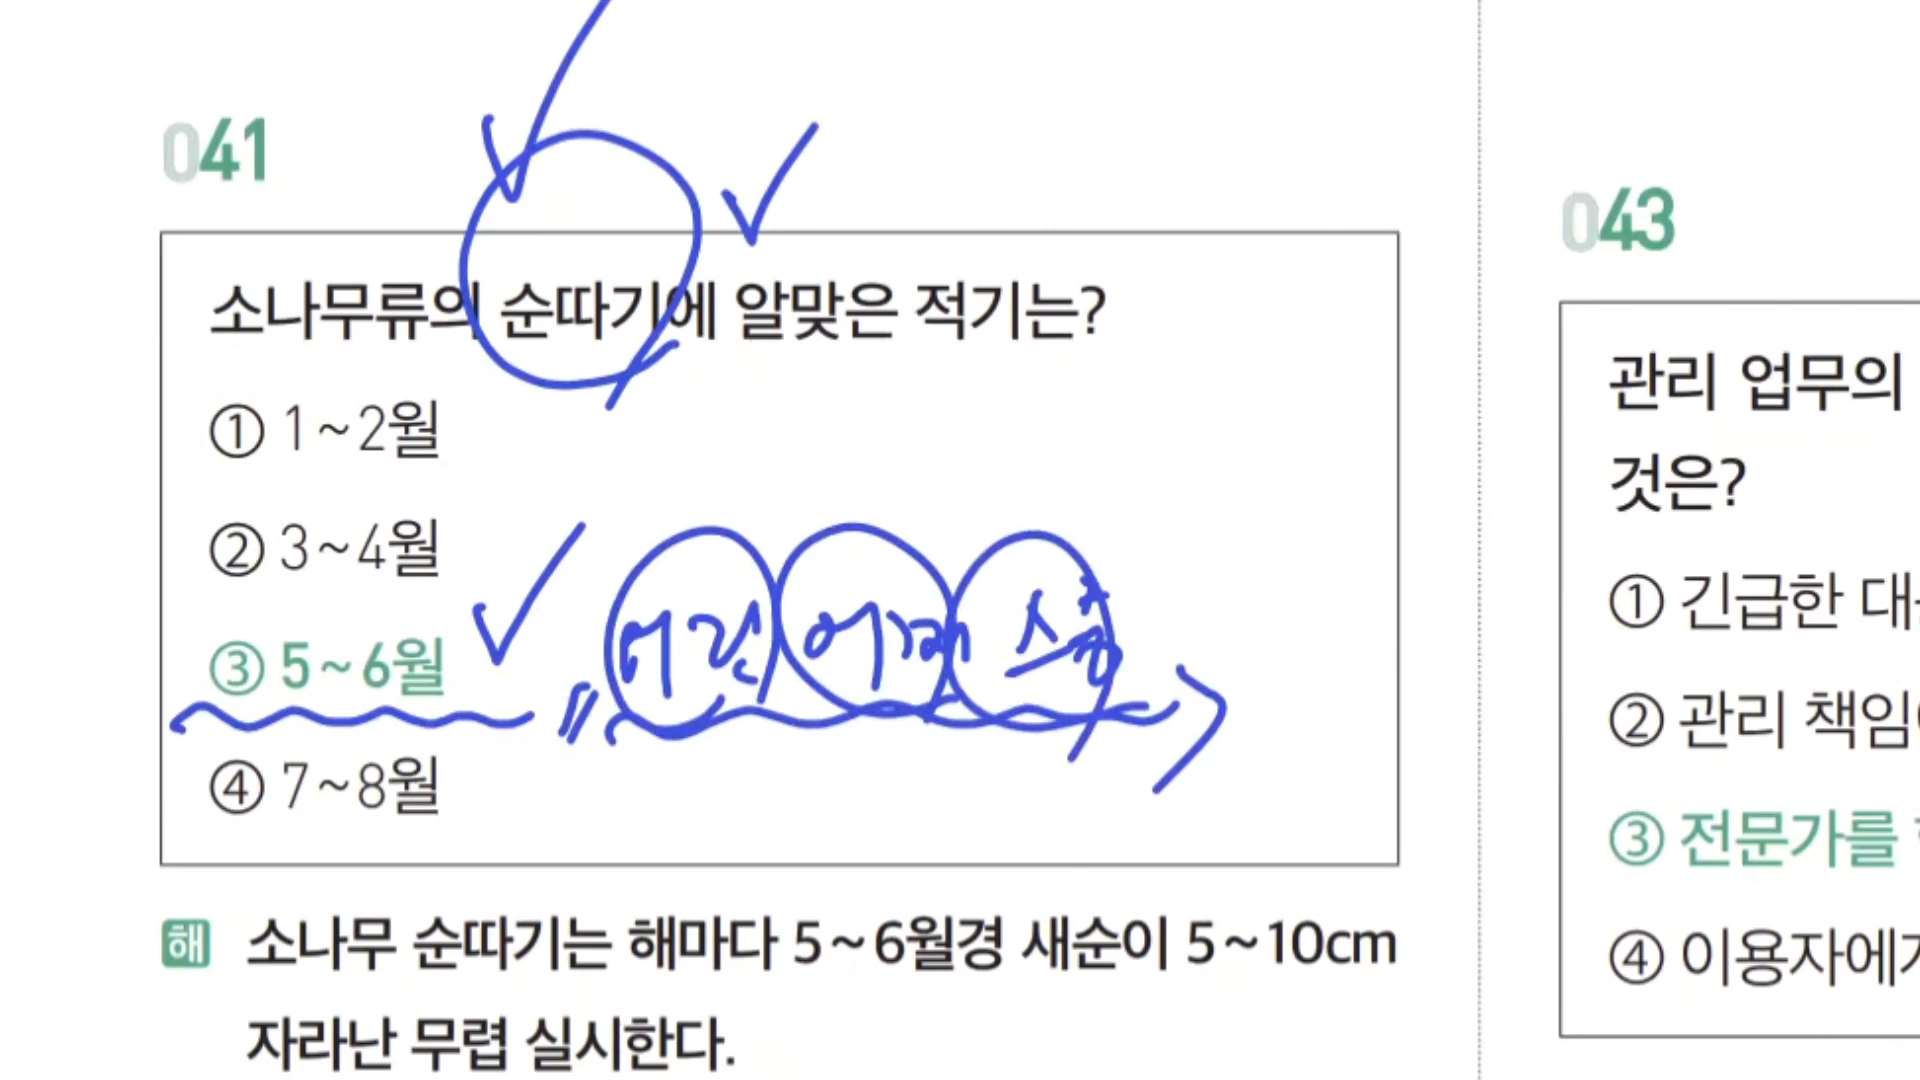 041
소나무류의 순따기에 알맞은 적기는?
① 1~2월
② 3~4월
③ 5~6월
어린
④ 7~8월
해 소나무 순따기는 해마다 5~6월경 새순이 5~10cm
자라난 무렵 실시한다.
043
관리 업무의
것은?
① 긴급한 대
② 관리 책임
③ 전문가를
④ 이용자에게